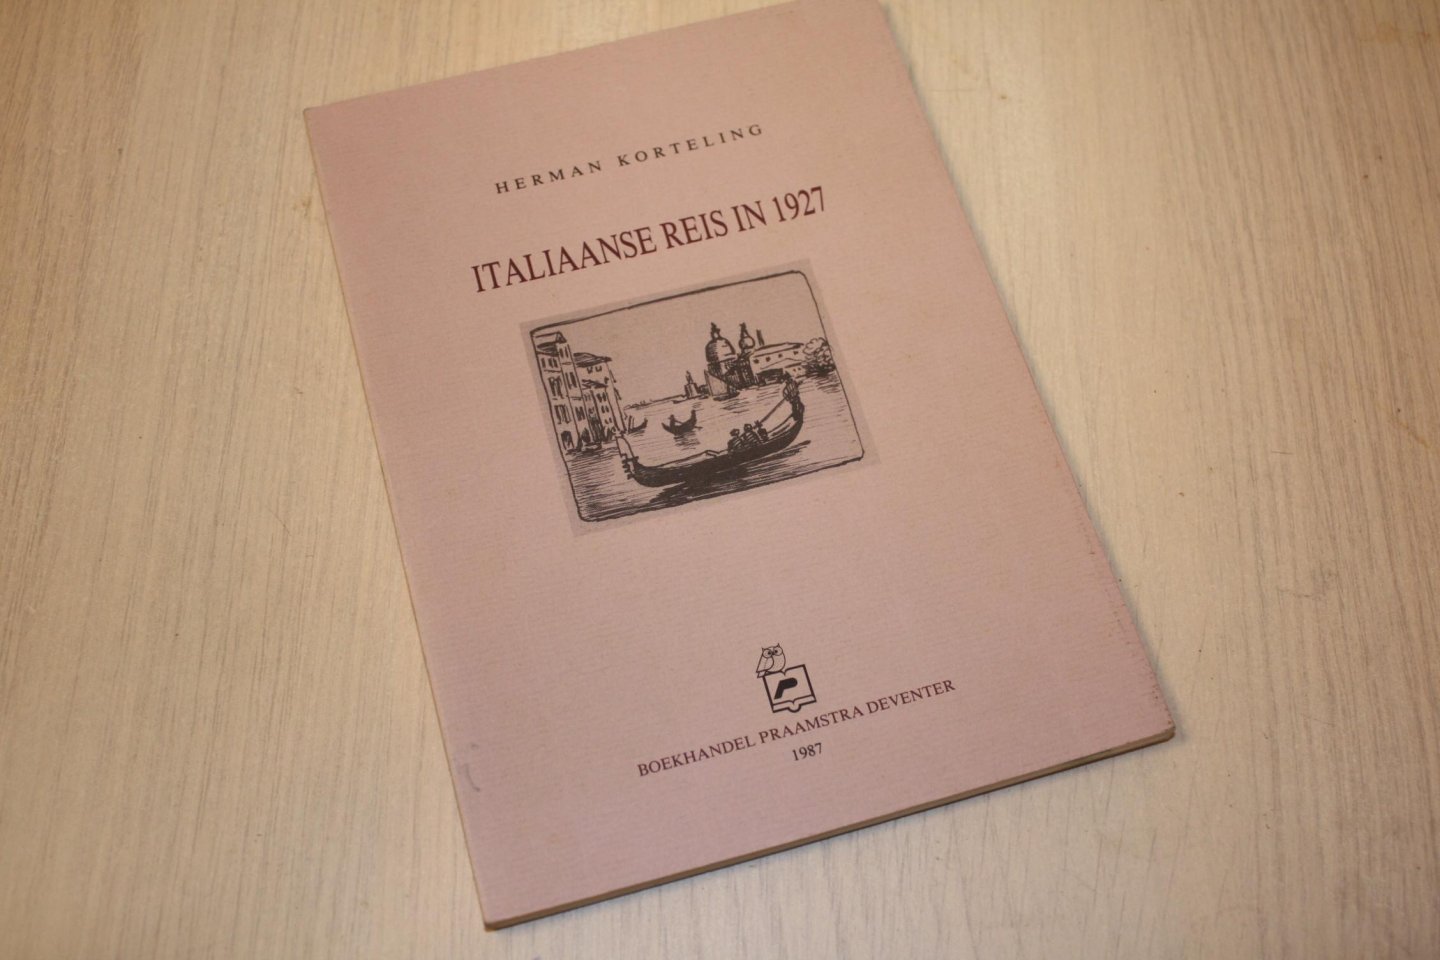 HERMAN KORTELING
ITALIAANSE REIS IN 1927
P
BOEKHANDEL PRAAMSTRA DEVENTER
1987